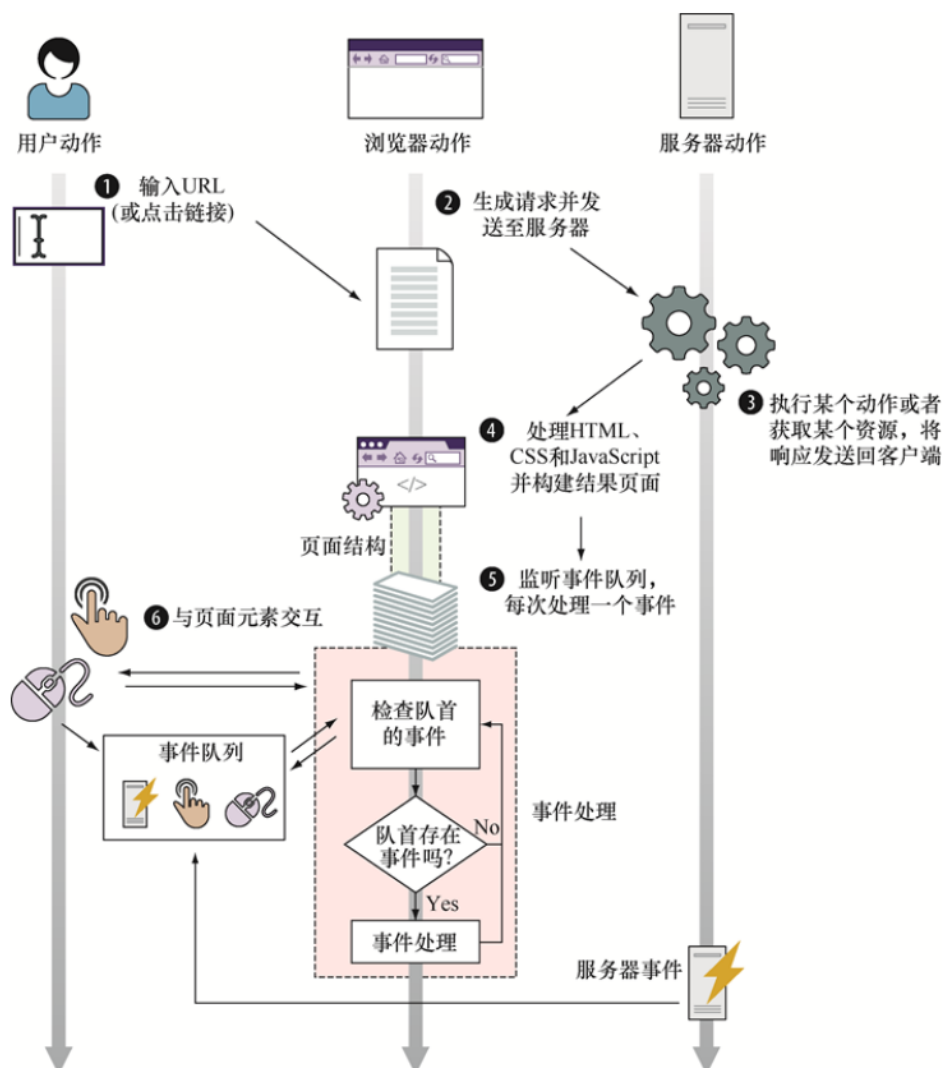 用户动作
浏览器动作
服务器动作
❶ 输入URL
(或点击链接)
❷ 生成请求并发
送至服务器
❸ 执行某个动作或者
获取某个资源，将
响应发送回客户端
❹ 处理HTML、
CSS和JavaScript
并构建结果页面
</>
页面结构
❺ 监听事件队列，
每次处理一个事件
❻ 与页面元素交互
检查队首
的事件
事件队列
事件处理
队首存在
事件吗?
No
Yes
事件处理
服务器事件